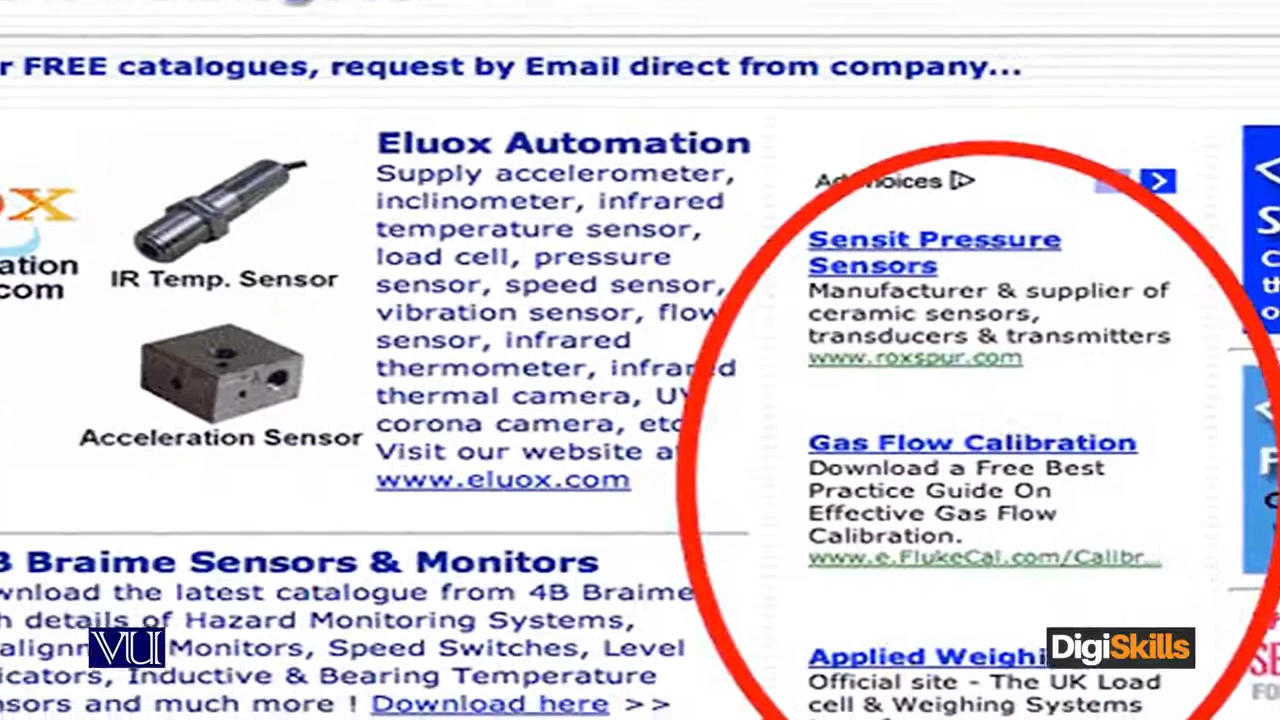 r FREE catalogues, request by Email direct from company...
Eluox Automation
Supply accelerometer,
inclinometer, infrared
temperature sensor,
load cell, pressure
sensor, speed sensor,
vibration sensor, flow
sensor, infrared
thermometer, infrared
thermal camera, UV
corona camera, etc
Visit our website a
www.eluox.com
ox
ation
com
IR Temp. Sensor
Acceleration Sensor
B Braime Sensors & Monitors
wnload the latest catalogue from 4B Braime
h details of Hazard Monitoring Systems,
Monitors, Speed Switches, Level
icators, Inductive & Bearing Temperature
nsors and much more ! Download here >>
AdChoices
Sensit Pressure
Sensors
Manufacturer & supplier of
ceramic sensors,
transducers & transmitters
www.roxspur.com
Gas Flow Calibration
Download a Free Best
Practice Guide On
Effective Gas Flow
Calibration.
www.e.FlukeCal.com/Calibr...
Applied Weighi
Official site - The UK Load
cell & Weighing Systems
VU
DigiSkills